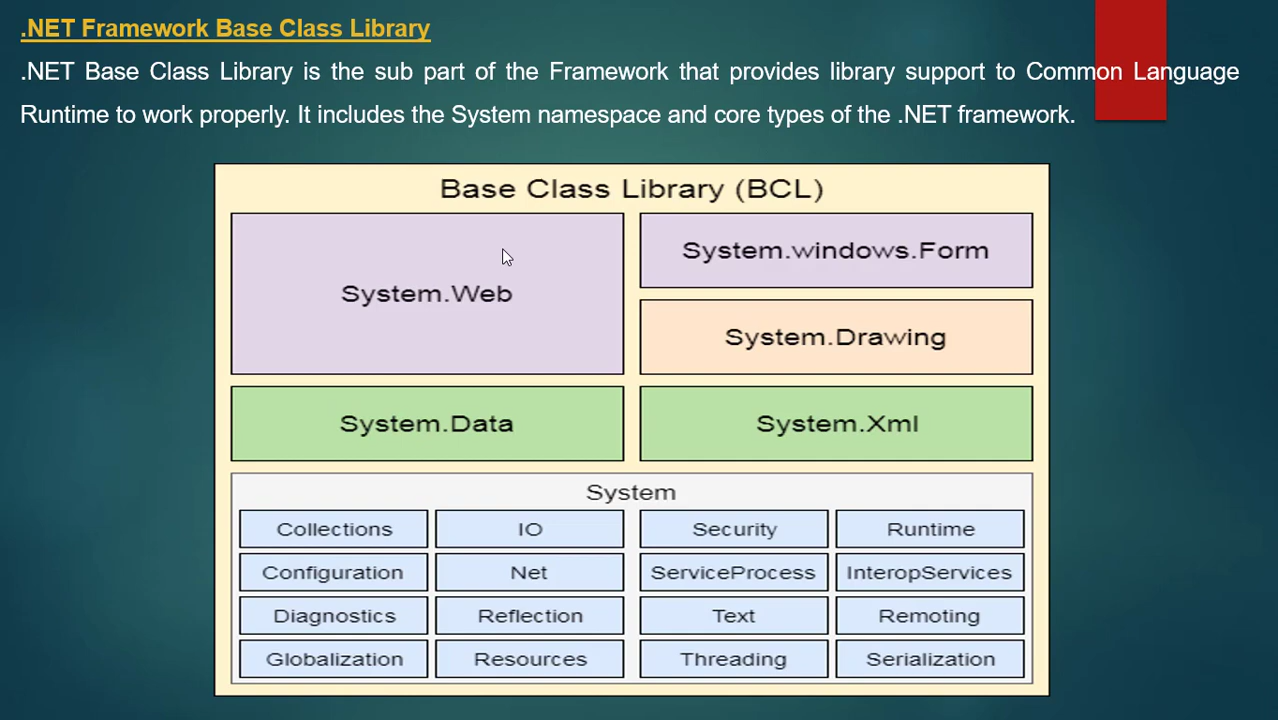 .NET Framework Base Class Library
.NET Base Class Library is the sub part of the Framework that provides library support to Common Language
Runtime to work properly. It includes the System namespace and core types of the .NET framework.
Base Class Library (BCL)
System.Web
System.windows.Form
System.Drawing
System.Data
System.Xml
System
Collections IO Security Runtime
Configuration Net ServiceProcess InteropServices
Diagnostics Reflection Text Remoting
Globalization Resources Threading Serialization